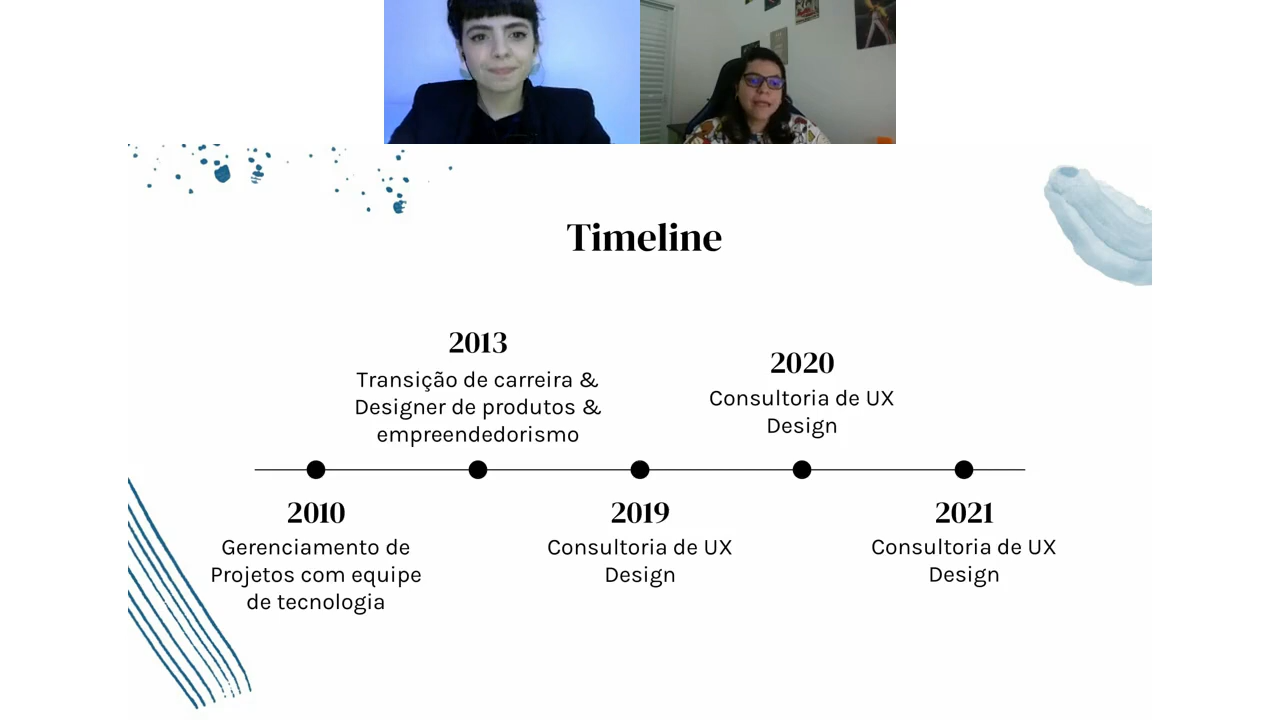 Timeline
2013
Transição de carreira &
Designer de produtos &
empreendedorismo
2020
Consultoria de UX
Design
2010
Gerenciamento de
Projetos com equipe
de tecnologia
2019
Consultoria de UX
Design
2021
Consultoria de UX
Design